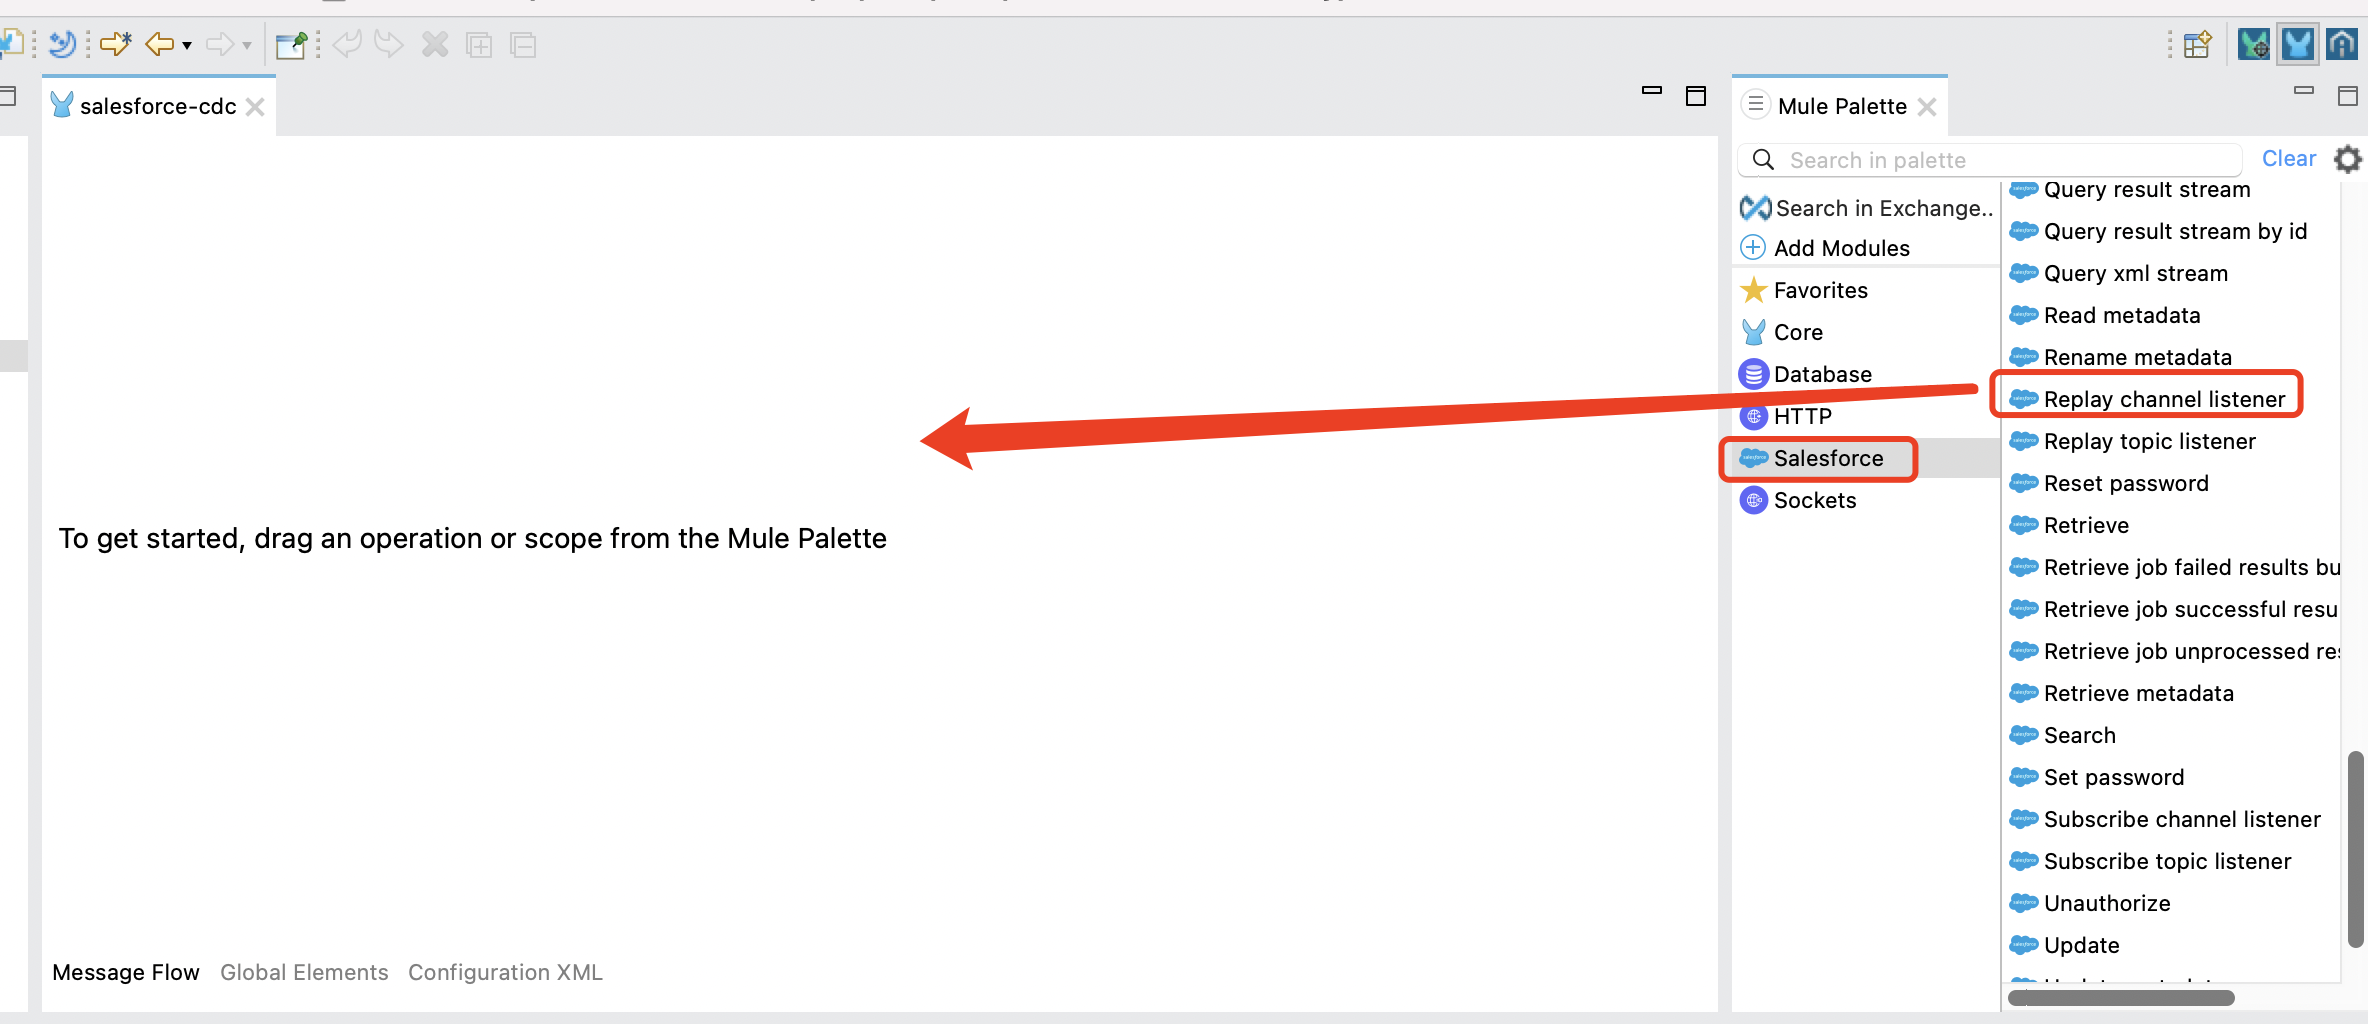 salesforce-cdc
Mule Palette
Search in palette
Clear
Search in Exchange..
Add Modules
Favorites
Core
Database
HTTP
Salesforce
Sockets
Query result stream
Query result stream by id
Query xml stream
Read metadata
Rename metadata
Replay channel listener
Replay topic listener
Reset password
Retrieve
Retrieve job failed results bu
Retrieve job successful resu
Retrieve job unprocessed res
Retrieve metadata
Search
Set password
Subscribe channel listener
Subscribe topic listener
Unauthorize
Update
To get started, drag an operation or scope from the Mule Palette
Message Flow Global Elements Configuration XML